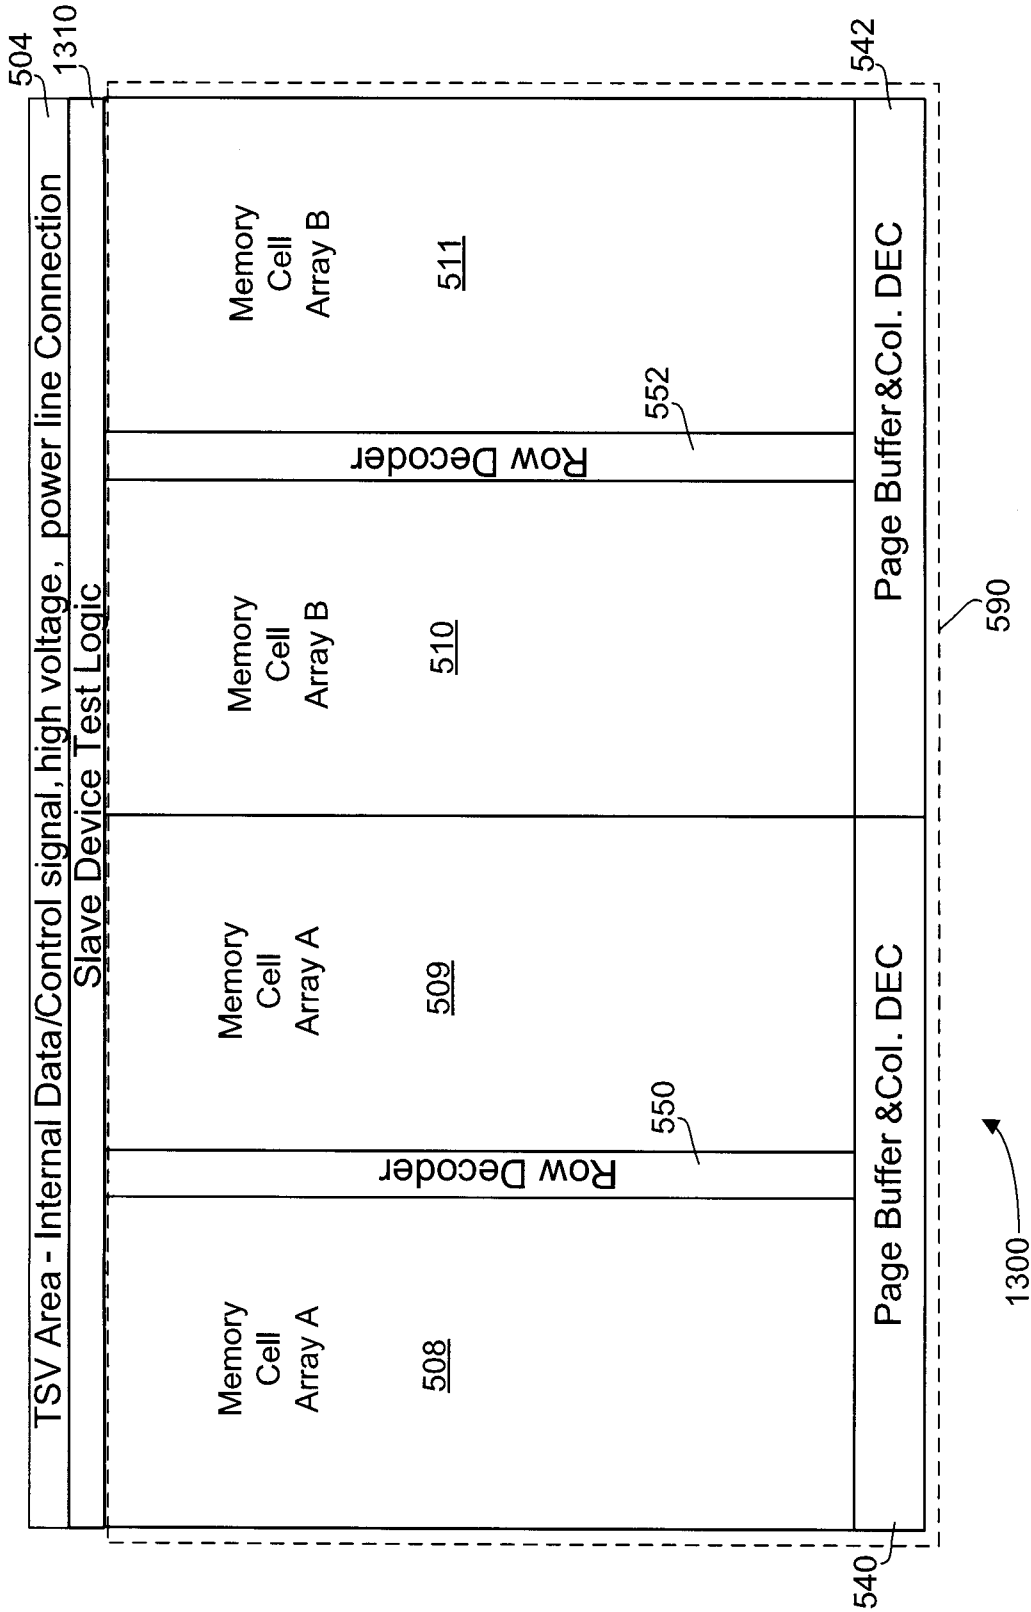 504
1310
TSV Area - Internal Data/Control signal, high voltage, power line Connection
Slave Device Test Logic
Memory
Cell
Array A
508
Row Decoder
550
Memory
Cell
Array A
509
Memory
Cell
Array B
510
Row Decoder
552
Memory
Cell
Array B
511
540
Page Buffer &Col. DEC
Page Buffer&Col. DEC
542
590
1300